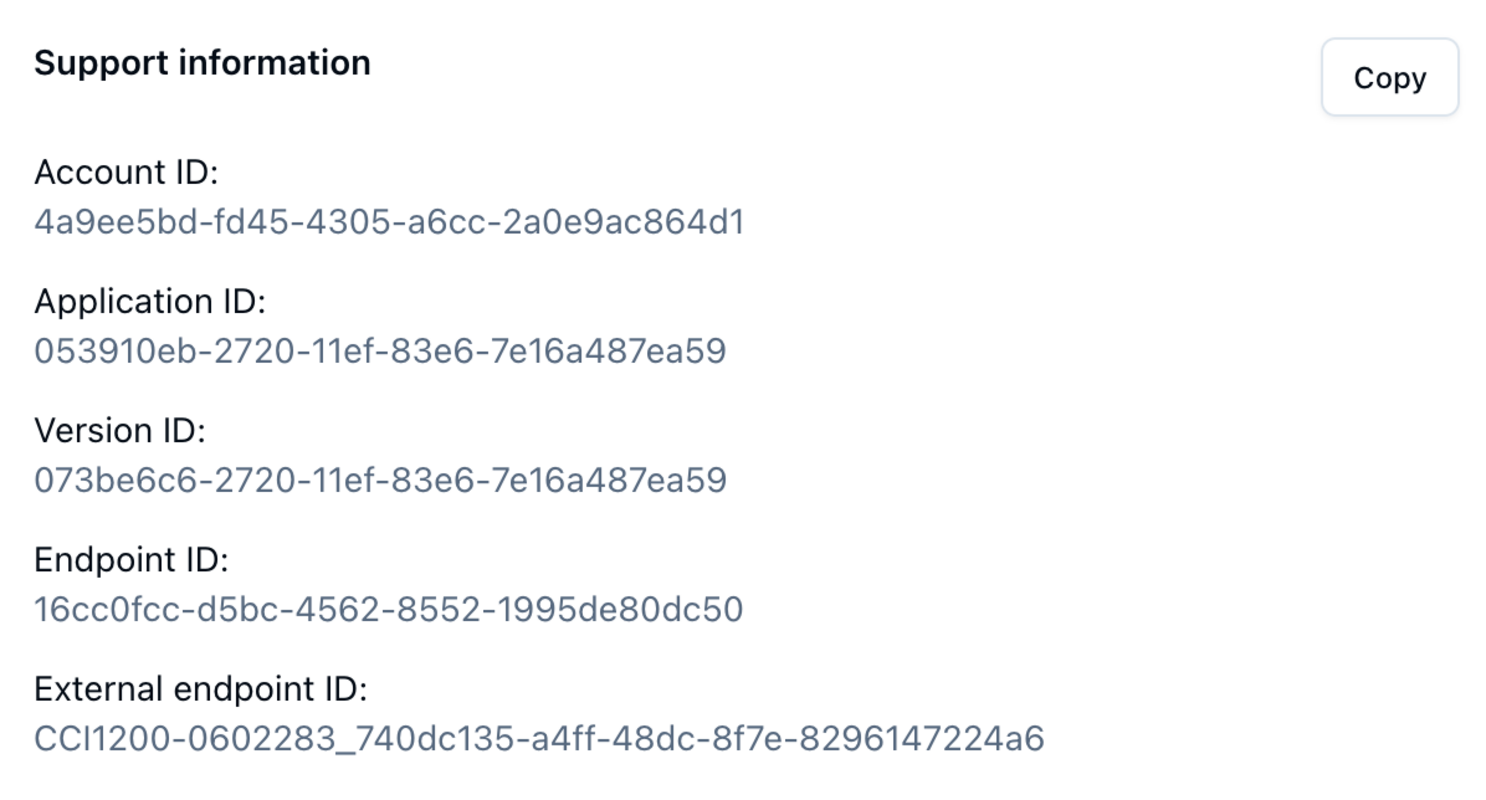 Support information
Copy
Account ID:
4a9ee5bd-fd45-4305-a6cc-2a0e9ac864d1
Application ID:
053910eb-2720-11ef-83e6-7e16a487ea59
Version ID:
073be6c6-2720-11ef-83e6-7e16a487ea59
Endpoint ID:
16cc0fcc-d5bc-4562-8552-1995de80dc50
External endpoint ID:
CCI1200-0602283_740dc135-a4ff-48dc-8f7e-8296147224a6